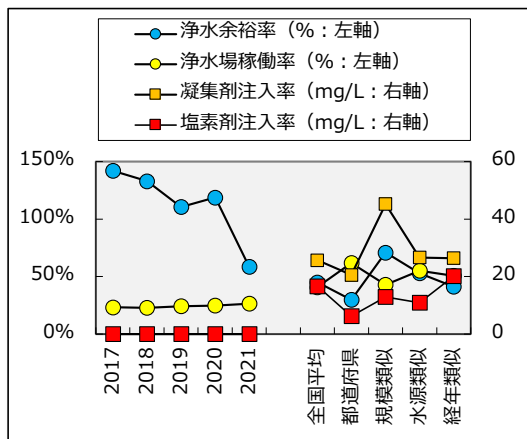 浄水余裕率（%：左軸）
浄水場稼働率（%：左軸）
凝集剤注入率（mg/L：右軸）
塩素剤注入率（mg/L：右軸）
150%
100%
50%
0%
60
40
20
0
2017
2018
2019
2020
2021
全国平均
都道府県
規模類似
水源類似
経年類似